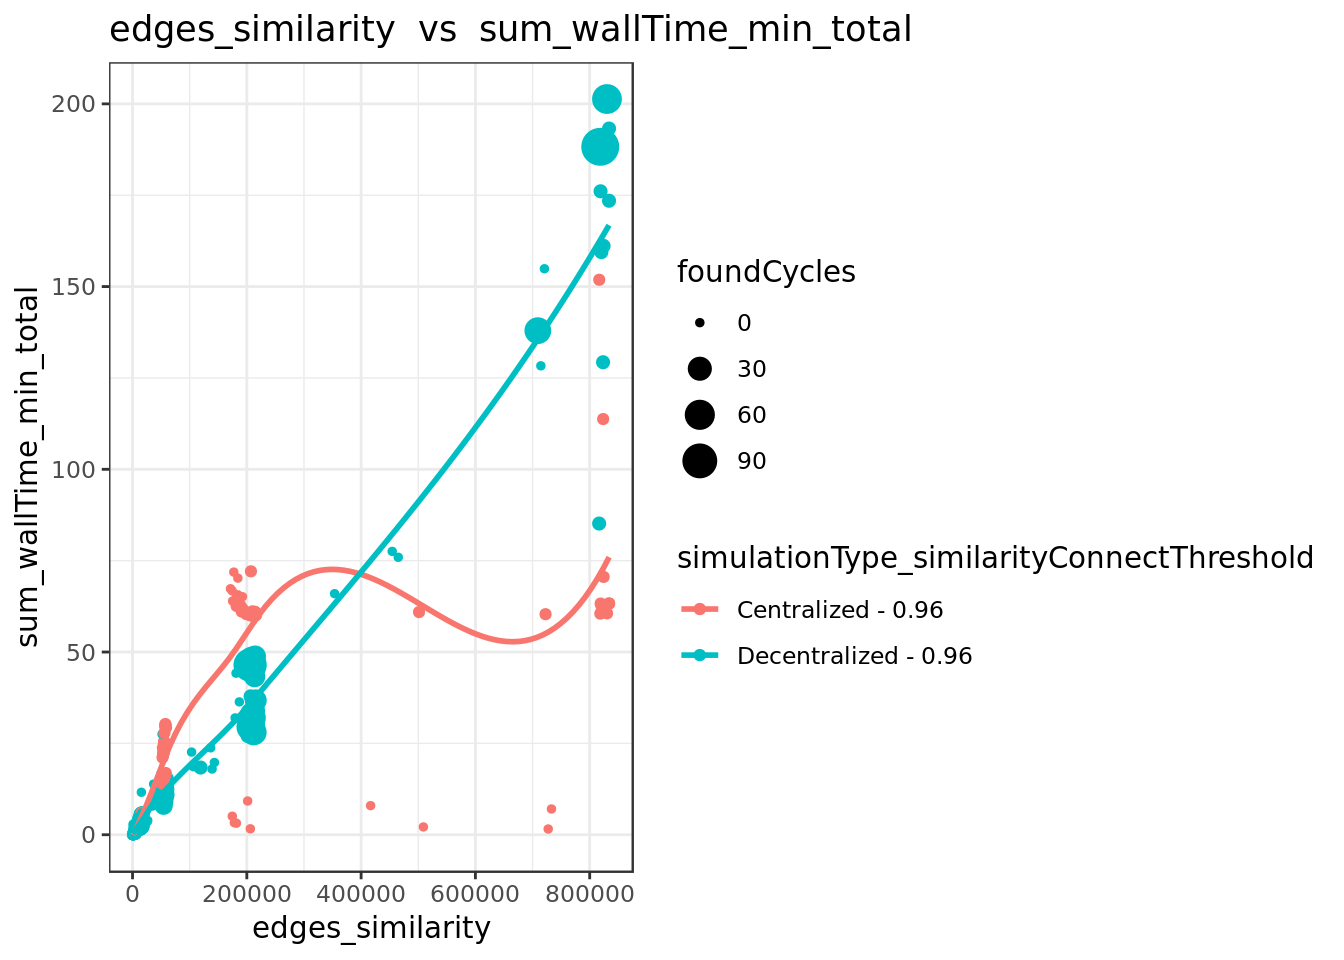 edges_similarity  vs  sum_wallTime_min_total
sum_wallTime_min_total
200
150
100
50
0
0 200000 400000 600000 800000
edges_similarity
foundCycles
0
30
60
90
simulationType_similarityConnectThreshold
Centralized - 0.96
Decentralized - 0.96